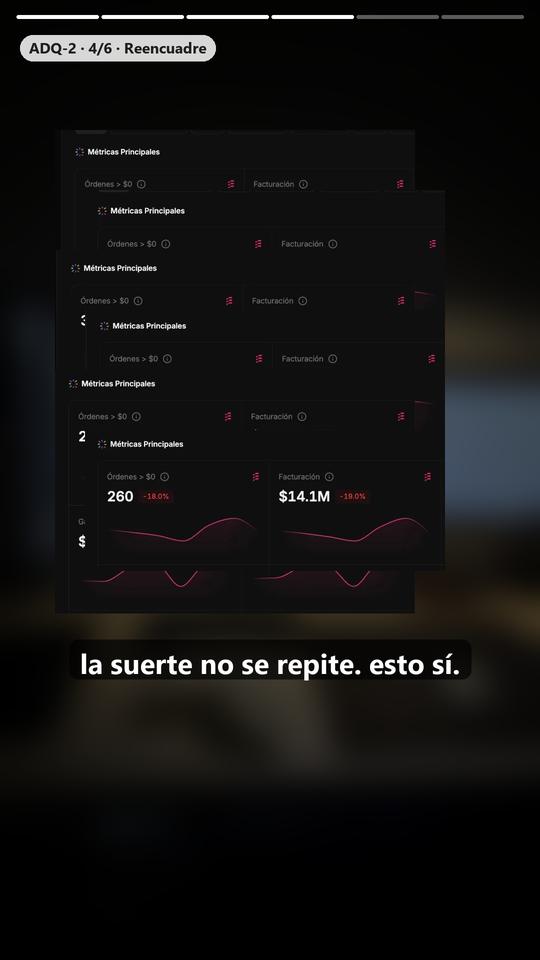 ADQ-2 · 4/6 · Reencuadre
Métricas Principales
Órdenes > $0 Facturación
Métricas Principales
Órdenes > $0 Facturación
Métricas Principales
Órdenes > $0 Facturación
Métricas Principales
Órdenes > $0 Facturación
Métricas Principales
Órdenes > $0 Facturación
2
Métricas Principales
Órdenes > $0 Facturación
260 -18.0% $14.1M -19.0%
$
la suerte no se repite. esto sí.